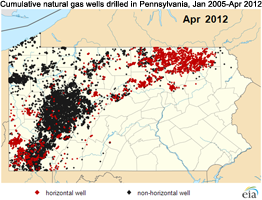 Cumulative natural gas wells drilled in Pennsylvania, Jan 2005-Apr 2012
Apr 2012
horizontal well
non-horizontal well
eia